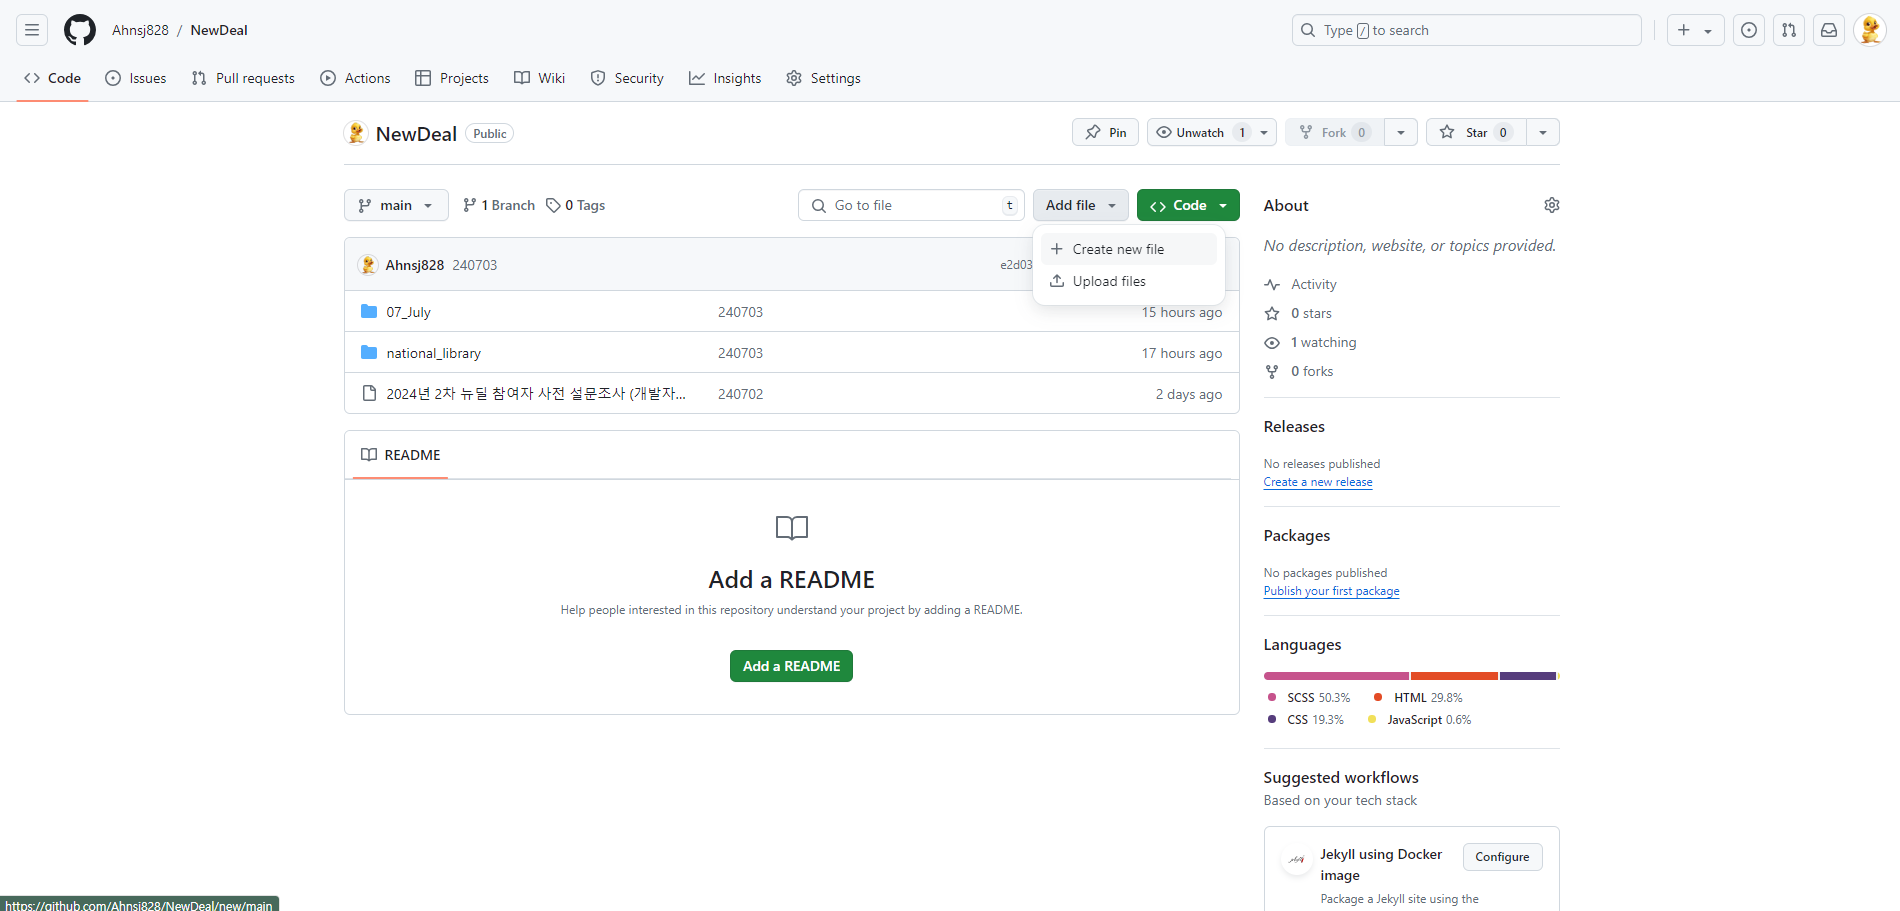 Ahnsj828 / NewDeal
Type / to search
Code
Issues
Pull requests
Actions
Projects
Wiki
Security
Insights
Settings
NewDeal Public
Pin
Unwatch 1
Fork 0
Star 0
main
1 Branch
0 Tags
Go to file t
Add file
Code
Create new file
Upload files
Ahnsj828 240703
e2d03
07_July 240703 15 hours ago
national_library 240703 17 hours ago
2024년 2차 뉴딜 참여자 사전 설문조사 (개발자... 240702 2 days ago
README
Add a README
Help people interested in this repository understand your project by adding a README.
Add a README
About
No description, website, or topics provided.
Activity
0 stars
1 watching
0 forks
Releases
No releases published
Create a new release
Packages
No packages published
Publish your first package
Languages
SCSS 50.3% HTML 29.8%
CSS 19.3% JavaScript 0.6%
Suggested workflows
Based on your tech stack
Jekyll using Docker
image
Configure
Package a Jekyll site using the
https://github.com/Ahnsj828/NewDeal/new/main